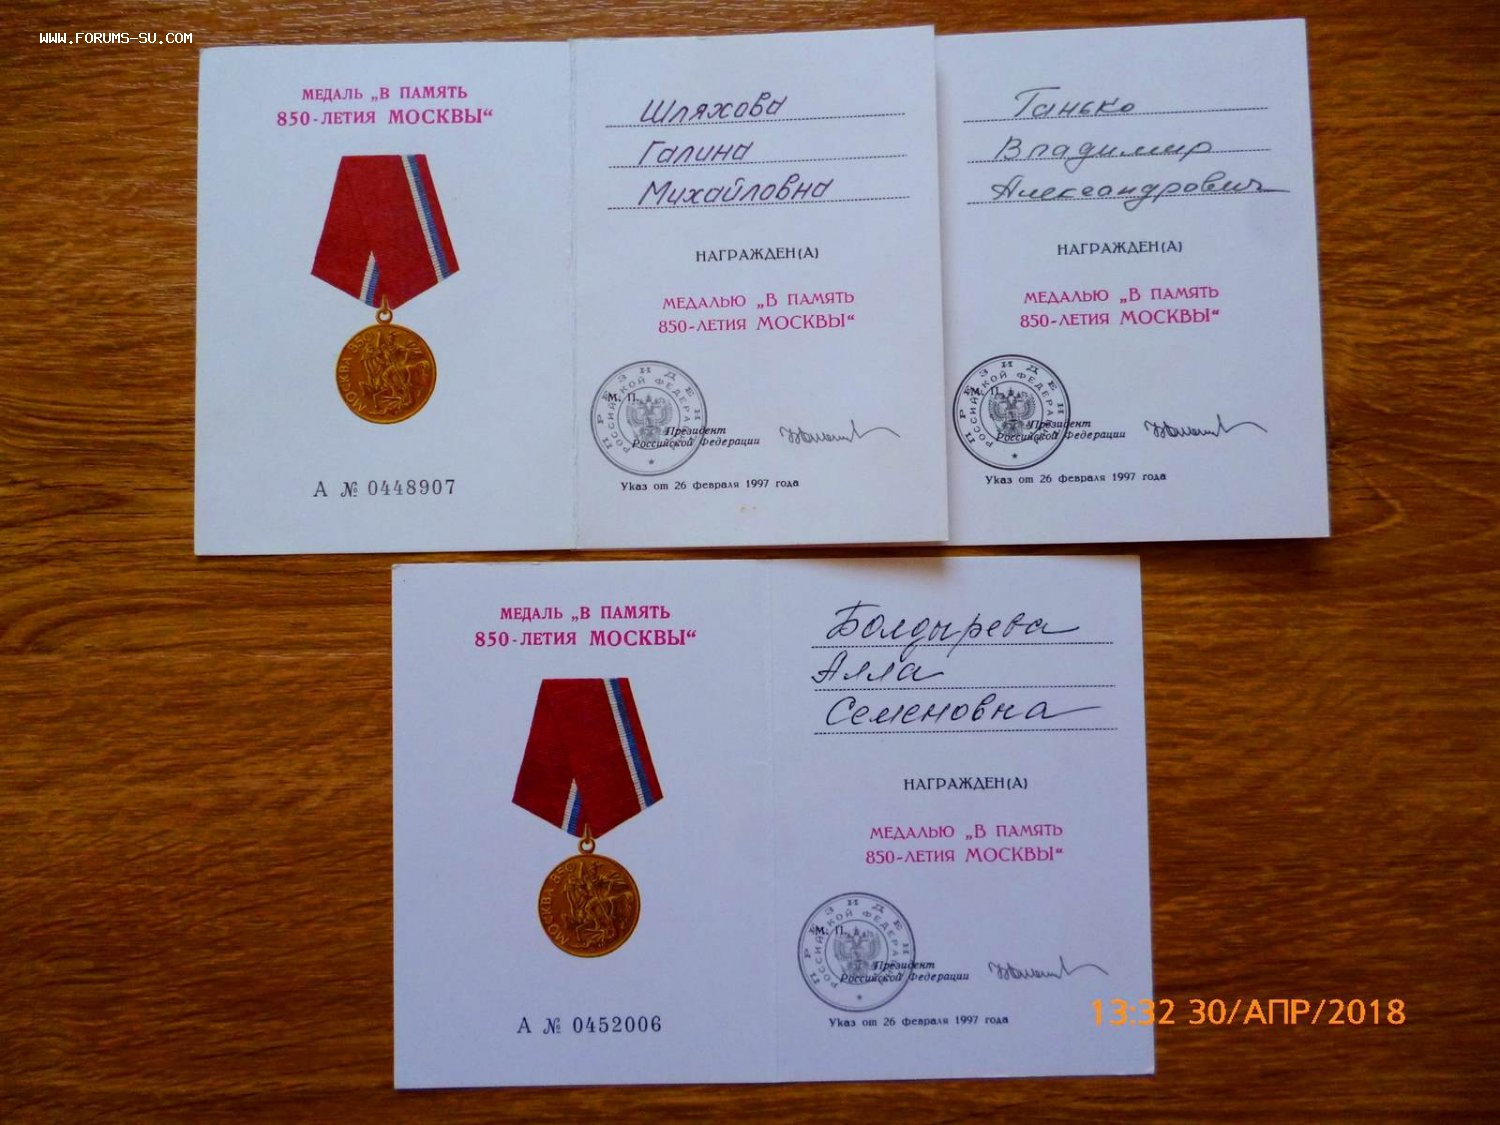 WWW.FORUMS-SU.COM
МЕДАЛЬ „В ПАМЯТЬ
850-ЛЕТИЯ МОСКВЫ“
МОСКВА 850
А № 0448907
Шляхова
Галина
Михайловна
НАГРАЖДЕН(А)
МЕДАЛЬЮ „В ПАМЯТЬ
850-ЛЕТИЯ МОСКВЫ“
М. П.
Президент
Российской Федерации
Указ от 26 февраля 1997 года
Ганько
Владимир
Александрович
НАГРАЖДЕН(А)
МЕДАЛЬЮ „В ПАМЯТЬ
850-ЛЕТИЯ МОСКВЫ“
М. П.
Президент
Российской Федерации
Указ от 26 февраля 1997 года
МЕДАЛЬ „В ПАМЯТЬ
850-ЛЕТИЯ МОСКВЫ“
МОСКВА 850
А № 0452006
Болдырева
Алла
Семеновна
НАГРАЖДЕН(А)
МЕДАЛЬЮ „В ПАМЯТЬ
850-ЛЕТИЯ МОСКВЫ“
М. П.
Президент
Российской Федерации
Указ от 26 февраля 1997 года
13:32 30/АПР/2018